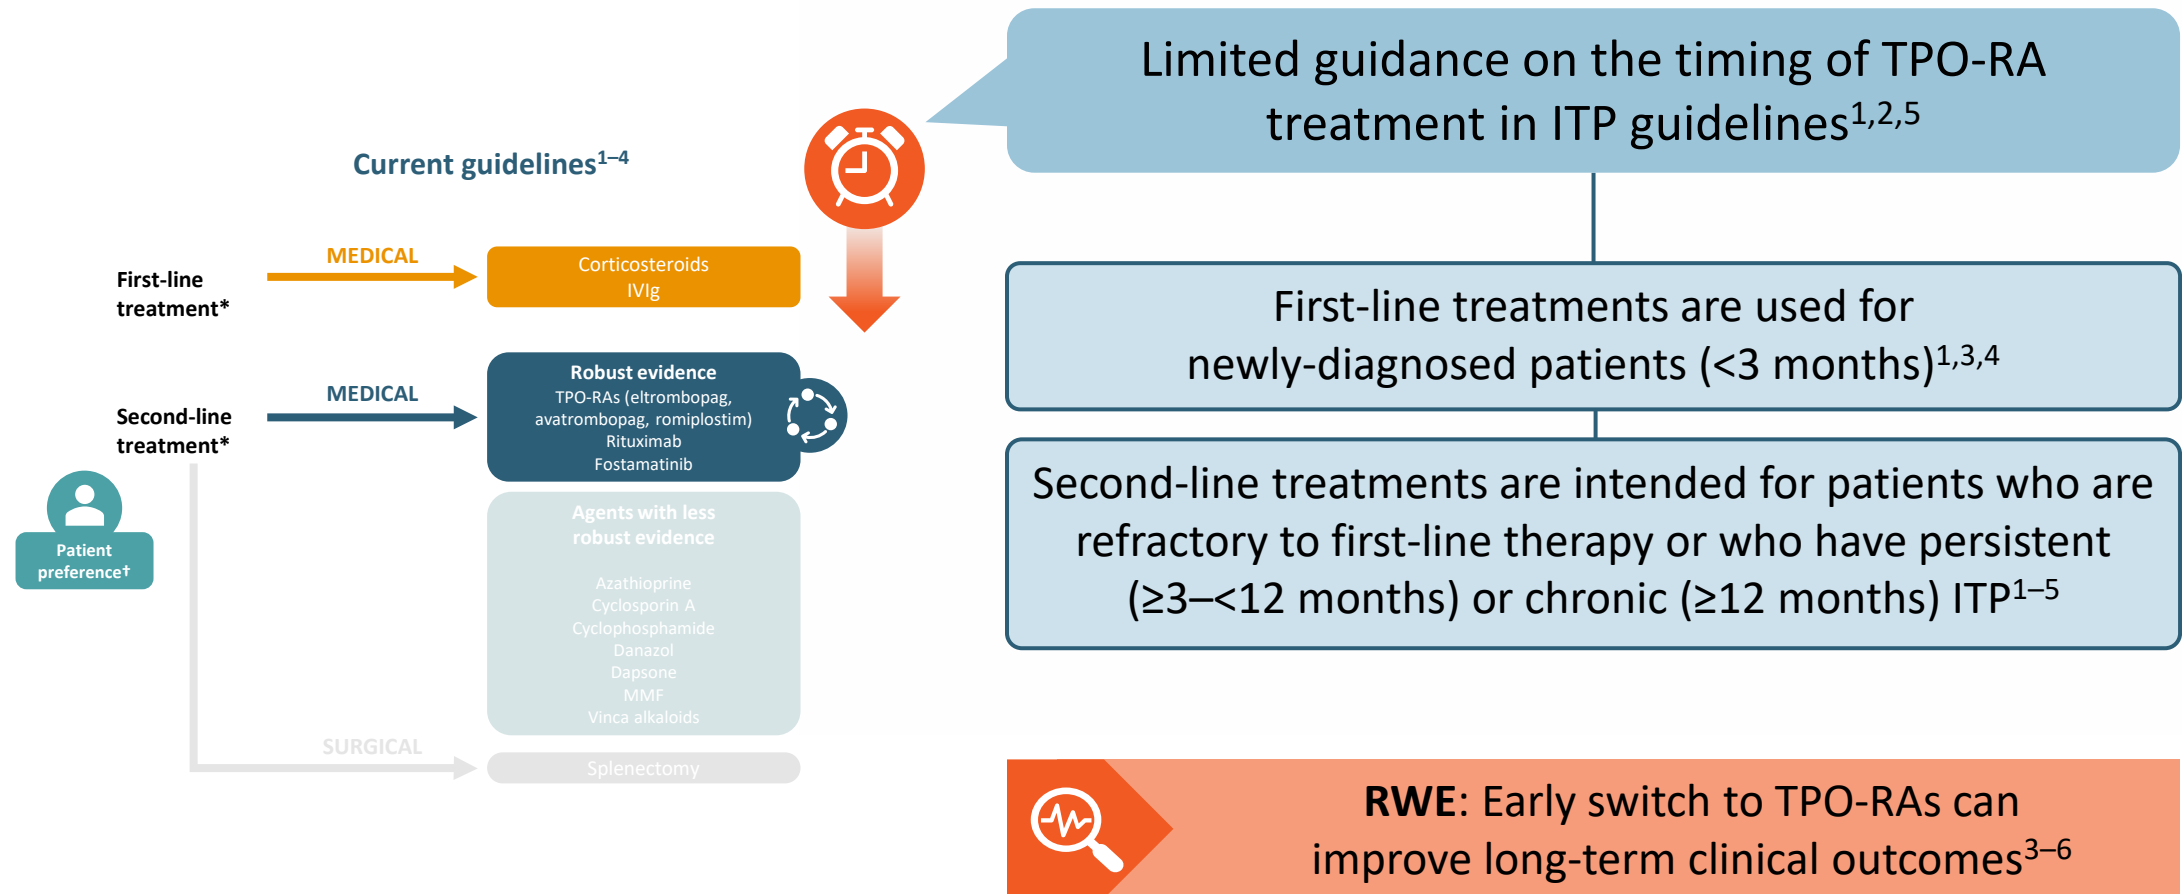 Current guidelines1–4
First-line
treatment*
MEDICAL
Corticosteroids
IVIg
Second-line
treatment*
MEDICAL
Robust evidence
TPO-RAs (eltrombopag,
avatrombopag, romiplostim)
Rituximab
Fostamatinib
Patient
preference†
Agents with less
robust evidence
Azathioprine
Cyclosporin A
Cyclophosphamide
Danazol
Dapsone
MMF
Vinca alkaloids
SURGICAL
Splenectomy
Limited guidance on the timing of TPO-RA
treatment in ITP guidelines1,2,5
First-line treatments are used for
newly-diagnosed patients (<3 months)1,3,4
Second-line treatments are intended for patients who are
refractory to first-line therapy or who have persistent
(≥3–<12 months) or chronic (≥12 months) ITP1–5
RWE: Early switch to TPO-RAs can
improve long-term clinical outcomes3–6